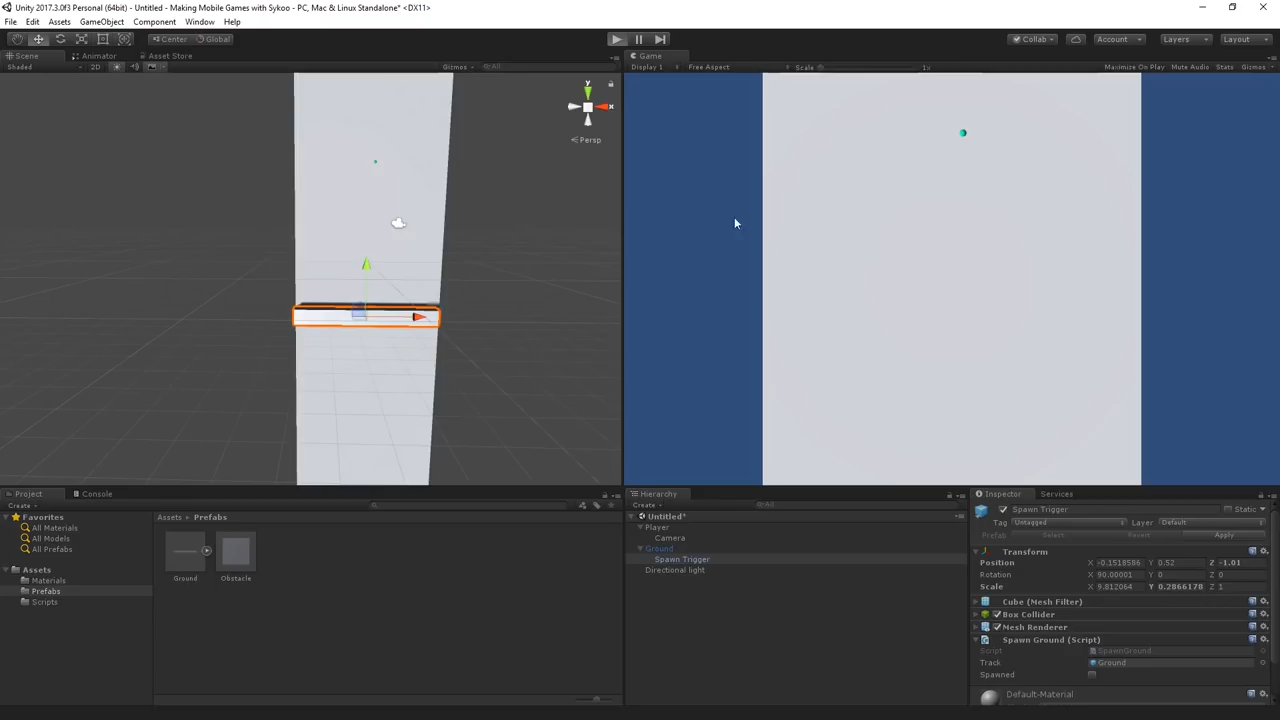 Unity 2017.3.0f3 Personal (64bit) - Untitled - Making Mobile Games with Sykoo - PC, Mac & Linux Standalone* <DX11>
File Edit Assets GameObject Component Window Help
Center Global Collab Account Layers Layout
Scene Animator Asset Store Game
Shaded 2D Gizmos All Display 1 Free Aspect Scale 1x Maximize On Play Mute Audio Stats Gizmos
y
x
Persp
Project Console Hierarchy Inspector Services
Create Create All
Favorites Assets Prefabs Untitled* Spawn Trigger Static
All Materials Player Tag Untagged Layer Default
All Models Camera Prefab Select Revert Apply
All Prefabs Ground Transform
Spawn Trigger Position X -0.1518586 Y 0.52 Z -1.01
Assets Ground Obstacle Directional light Rotation X 90.00001 Y 0 Z 0
Materials Scale X 9.812064 Y 0.2866178 Z 1
Prefabs Cube (Mesh Filter)
Scripts Box Collider
Mesh Renderer
Spawn Ground (Script)
Script SpawnGround
Track Ground
Spawned
Default-Material